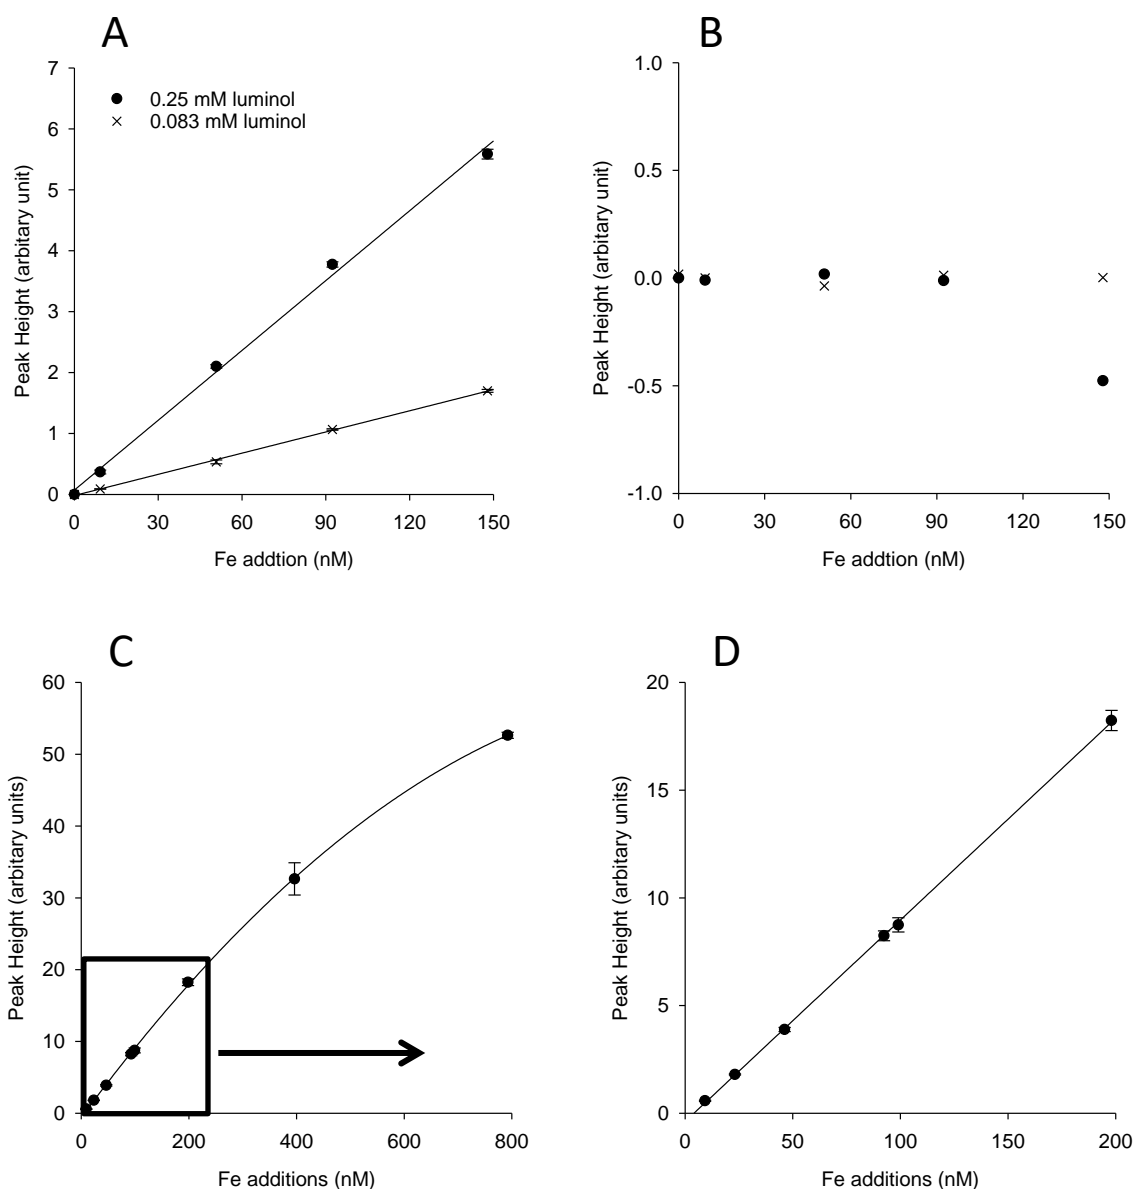 A
7
6
5
4
3
2
1
0
0 30 60 90 120 150
Peak Height (arbitary unit)
Fe addtion (nM)
0.25 mM luminol
0.083 mM luminol
B
1.0
0.5
0.0
-0.5
-1.0
0 30 60 90 120 150
Peak Height (arbitary unit)
Fe addtion (nM)
C
60
50
40
30
20
10
0
0 200 400 600 800
Peak Height (arbitary units)
Fe additions (nM)
D
20
15
10
5
0
0 50 100 150 200
Peak Height (arbitary units)
Fe additions (nM)